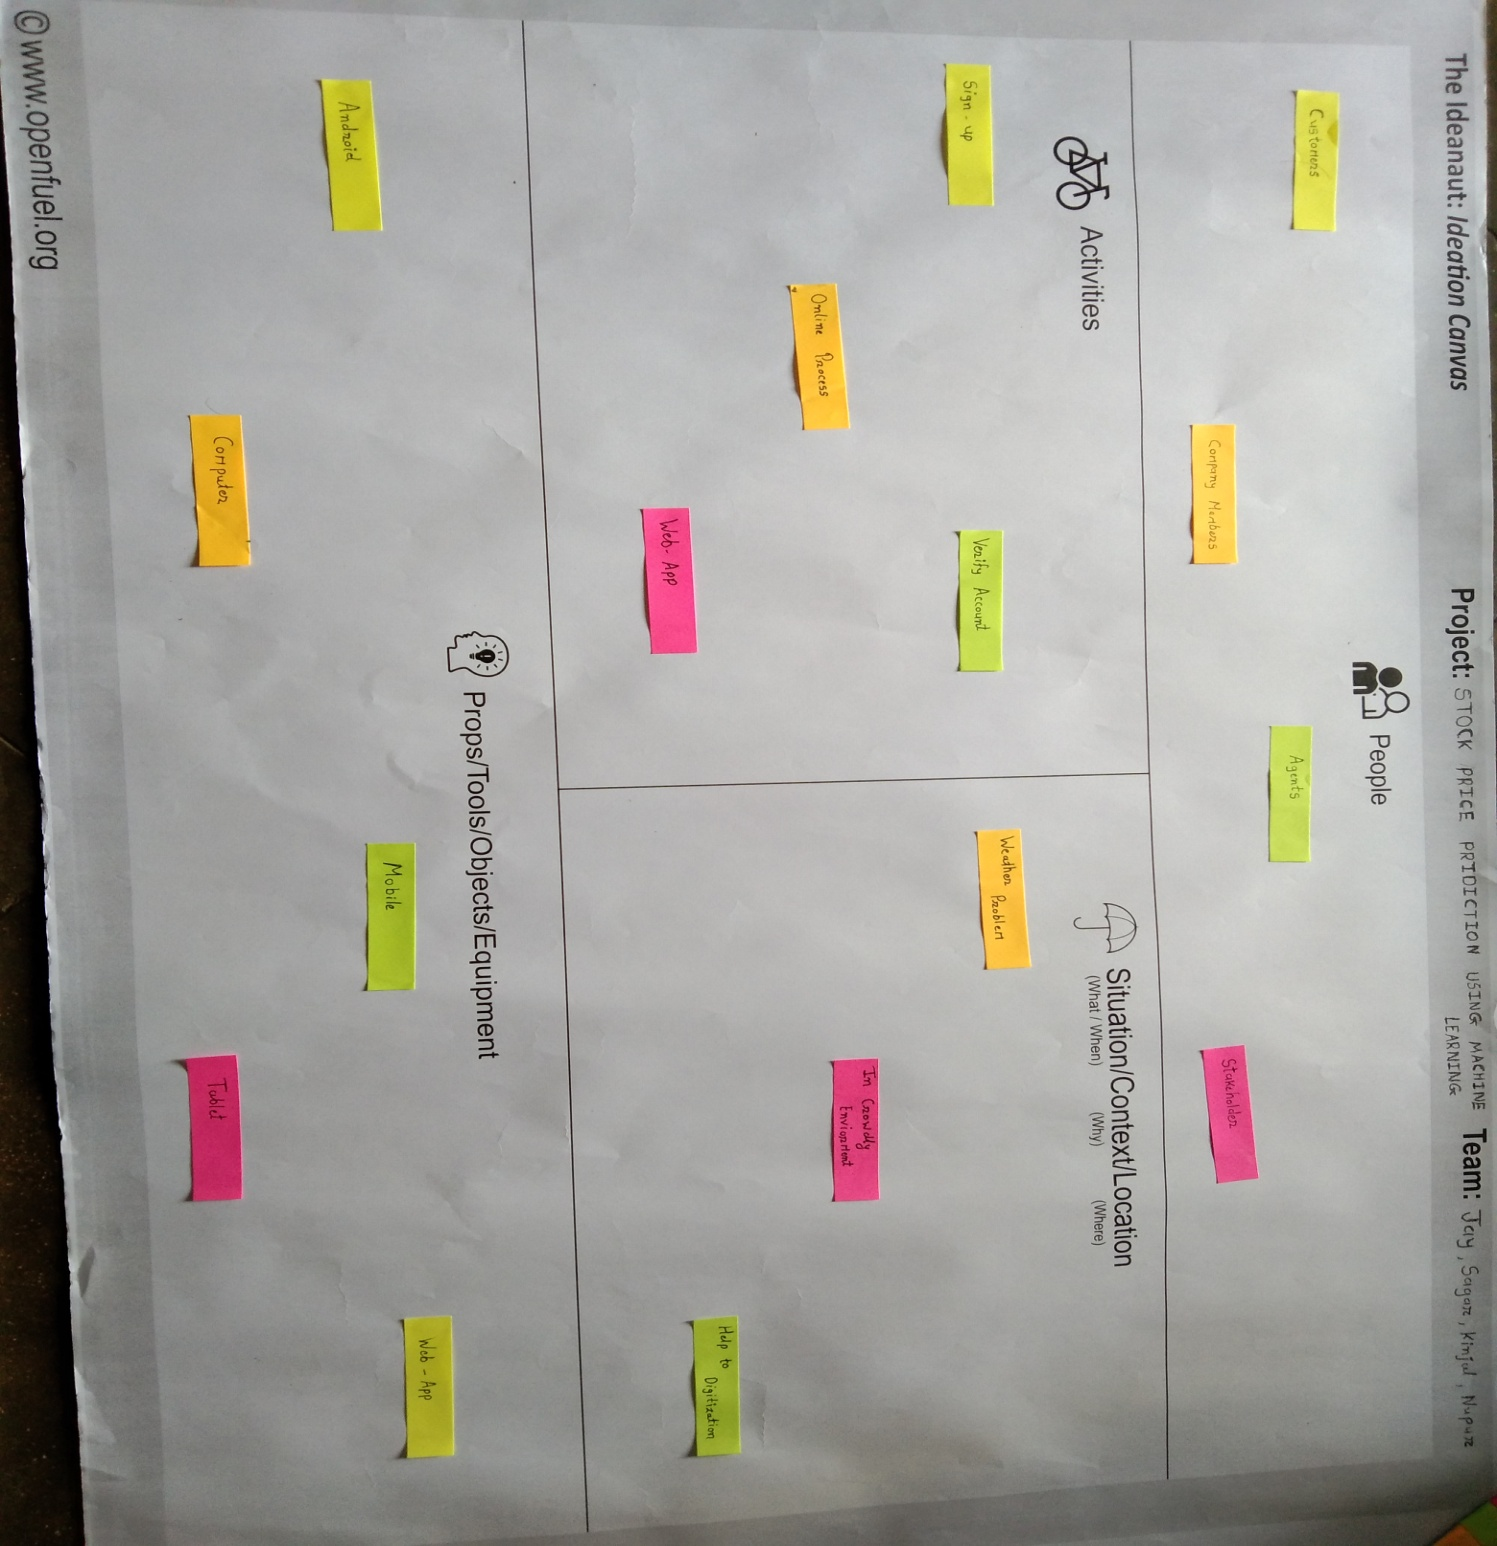 The Ideanaut: Ideation Canvas
Project: STOCK PRICE PRIDICTION USING MACHINE
LEARNING
Team: Jay, Sagar, Kinjal, Nupur
People
Customers
Company Members
Agents
Stakeholder
Activities
Sign-up
Online Process
Verify Account
Web-App
Situation/Context/Location
(What / When) (Why) (Where)
Weather Problem
In Crowdly
Enviopment
Help to Digitization
Props/Tools/Objects/Equipment
Android
Computer
Mobile
Tablet
Web-App
© www.openfuel.org